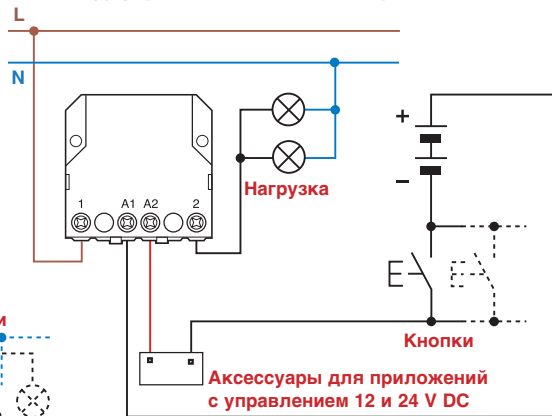 L
N
+
Нагрузка
−
1 A1 A2 2
и
Кнопки
Аксессуары для приложений
с управлением 12 и 24 V DC